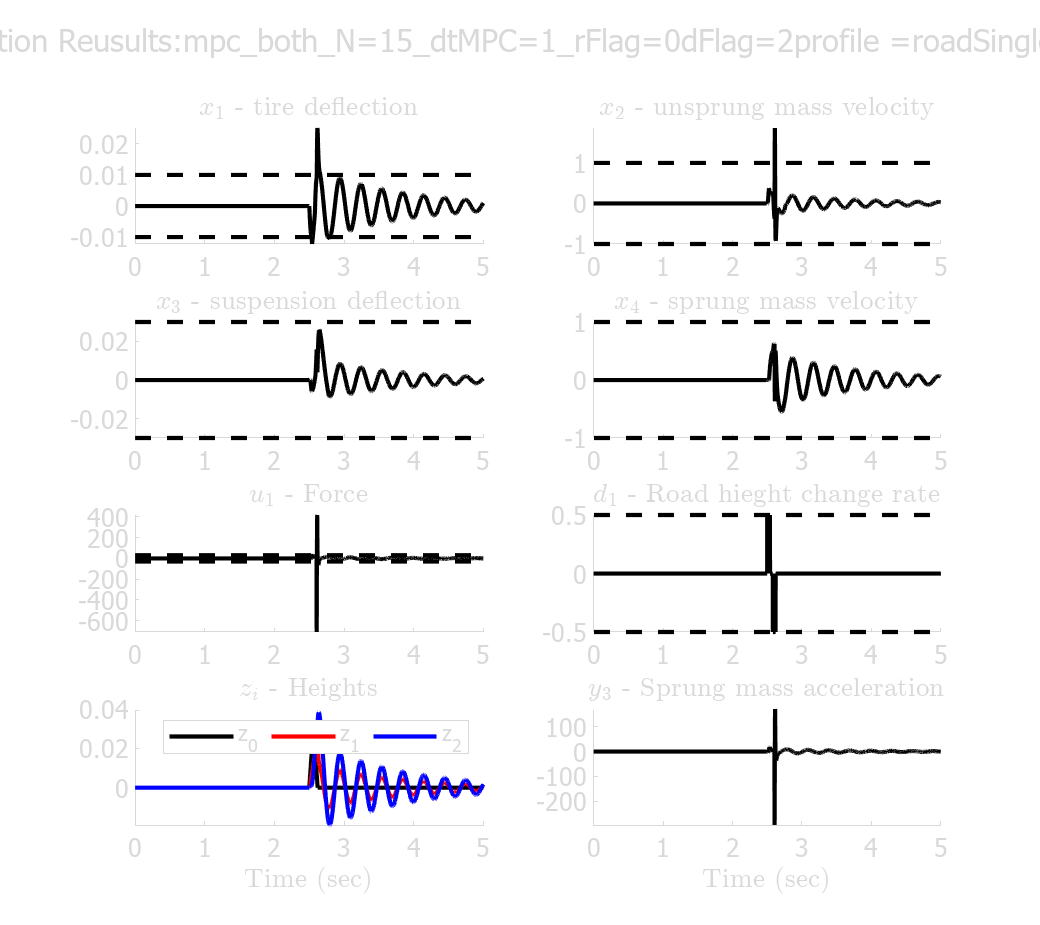 tion Reusults:mpc_both_N=15_dtMPC=1_rFlag=0dFlag=2profile =roadSingl
x₁ - tire deflection
0.02
0.01
0
-0.01
0 1 2 3 4 5
x₂ - unsprung mass velocity
1
0
-1
0 1 2 3 4 5
x₃ - suspension deflection
0.02
0
-0.02
0 1 2 3 4 5
x₄ - sprung mass velocity
1
0
-1
0 1 2 3 4 5
u₁ - Force
400
200
0
-200
-400
-600
0 1 2 3 4 5
d₁ - Road hieght change rate
0.5
0
-0.5
0 1 2 3 4 5
zᵢ - Heights
0.04
0.02
0
z₀ z₁ z₂
0 1 2 3 4 5
Time (sec)
y₃ - Sprung mass acceleration
100
0
-100
-200
0 1 2 3 4 5
Time (sec)